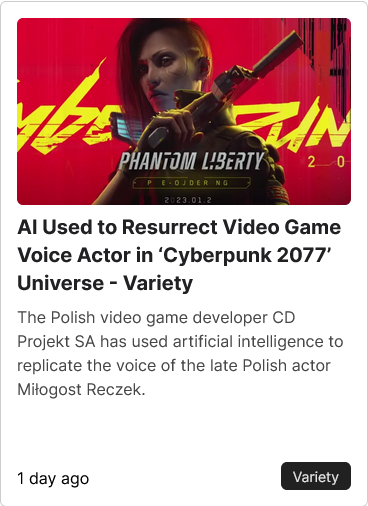 PHANTOM LIBERTY
2 0
AI Used to Resurrect Video Game
Voice Actor in ‘Cyberpunk 2077’
Universe - Variety
The Polish video game developer CD
Projekt SA has used artificial intelligence to
replicate the voice of the late Polish actor
Miłogost Reczek.
1 day ago
Variety